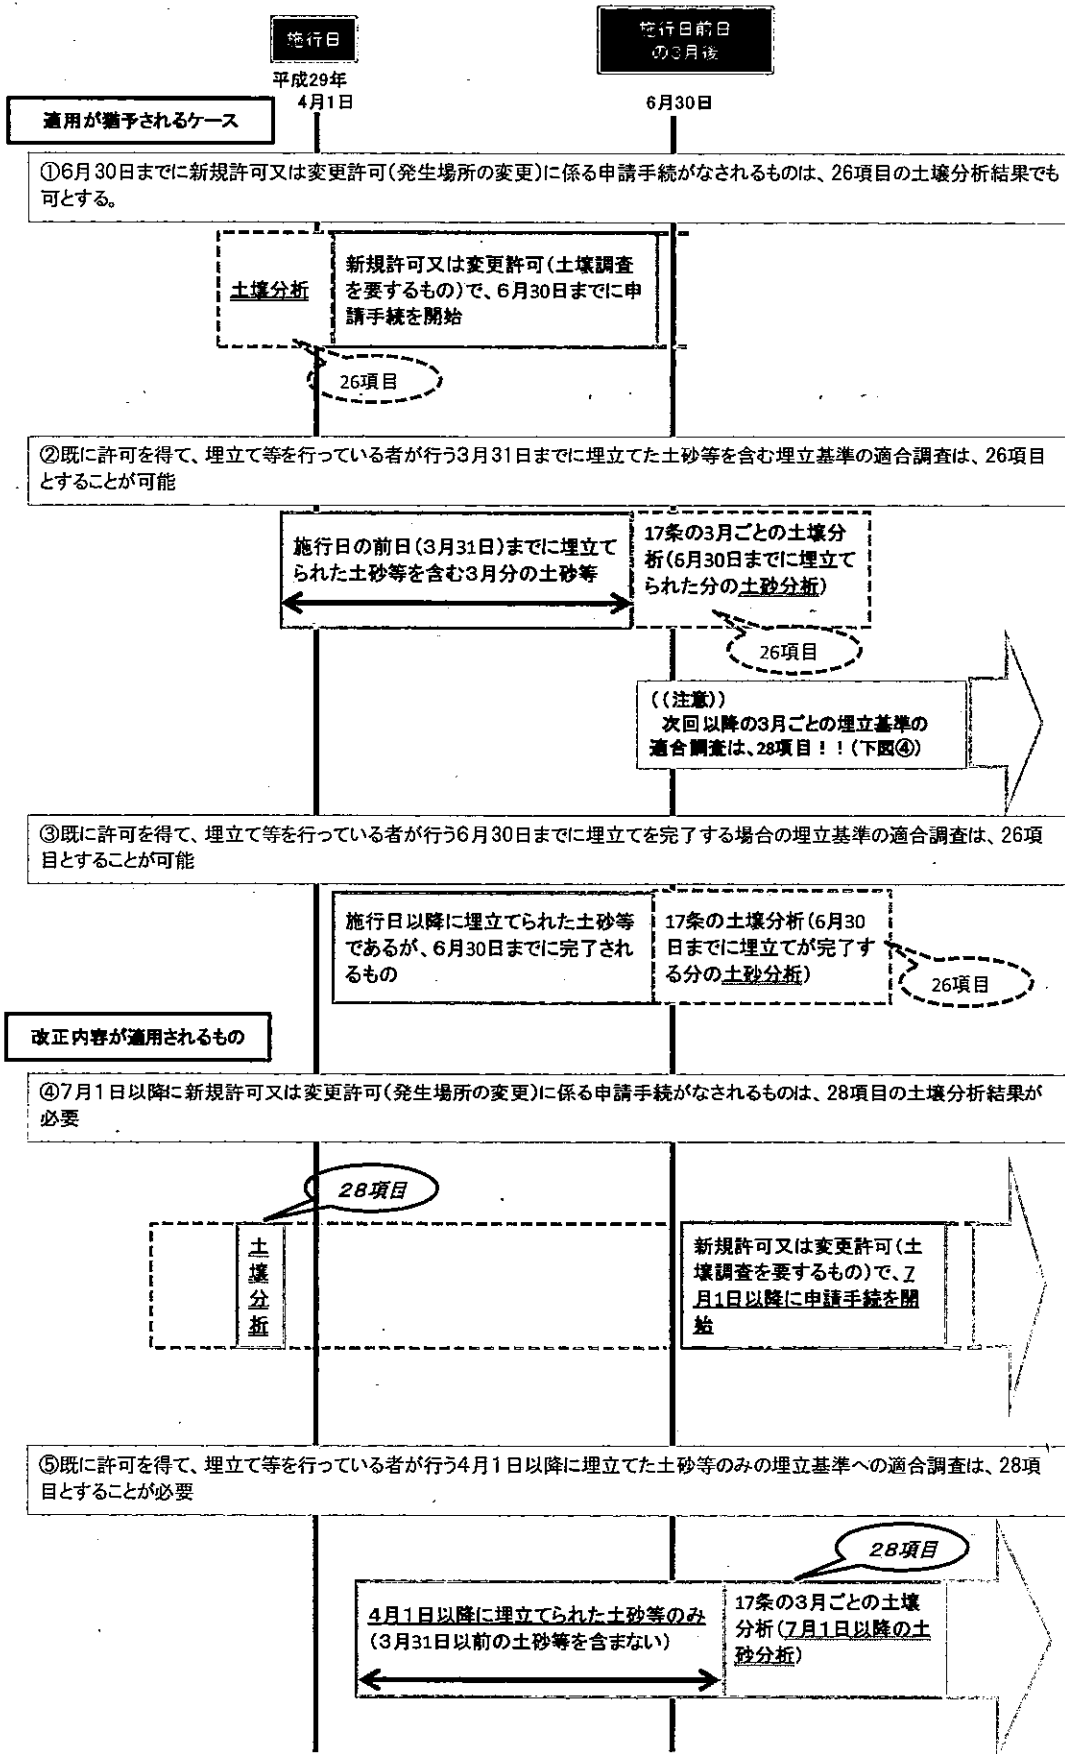 施行日
施行日前日
の3月後
平成29年
4月1日
6月30日
適用が猶予されるケース
①6月30日までに新規許可又は変更許可(発生場所の変更)に係る申請手続がなされるものは、26項目の土壌分析結果でも
可とする。
土壌分析
新規許可又は変更許可(土壌調査
を要するもの)で、6月30日までに申
請手続を開始
26項目
②既に許可を得て、埋立て等を行っている者が行う3月31日までに埋立てた土砂等を含む埋立基準の適合調査は、26項目
とすることが可能
施行日の前日(3月31日)までに埋立て
られた土砂等を含む3月分の土砂等
17条の3月ごとの土壌分
析(6月30日までに埋立て
られた分の土砂分析)
26項目
((注意))
次回以降の3月ごとの埋立基準の
適合調査は、28項目!!(下図④)
③既に許可を得て、埋立て等を行っている者が行う6月30日までに埋立てを完了する場合の埋立基準の適合調査は、26項
目とすることが可能
施行日以降に埋立てられた土砂等
であるが、6月30日までに完了され
るもの
17条の土壌分析(6月30
日までに埋立てが完了す
る分の土砂分析)
26項目
改正内容が適用されるもの
④7月1日以降に新規許可又は変更許可(発生場所の変更)に係る申請手続がなされるものは、28項目の土壌分析結果が
必要
28項目
土壌分析
新規許可又は変更許可(土
壌調査を要するもの)で、7
月1日以降に申請手続を開
始
⑤既に許可を得て、埋立て等を行っている者が行う4月1日以降に埋立てた土砂等のみの埋立基準への適合調査は、28項
目とすることが必要
28項目
4月1日以降に埋立てられた土砂等のみ
(3月31日以前の土砂等を含まない)
17条の3月ごとの土壌
分析(7月1日以降の土
砂分析)